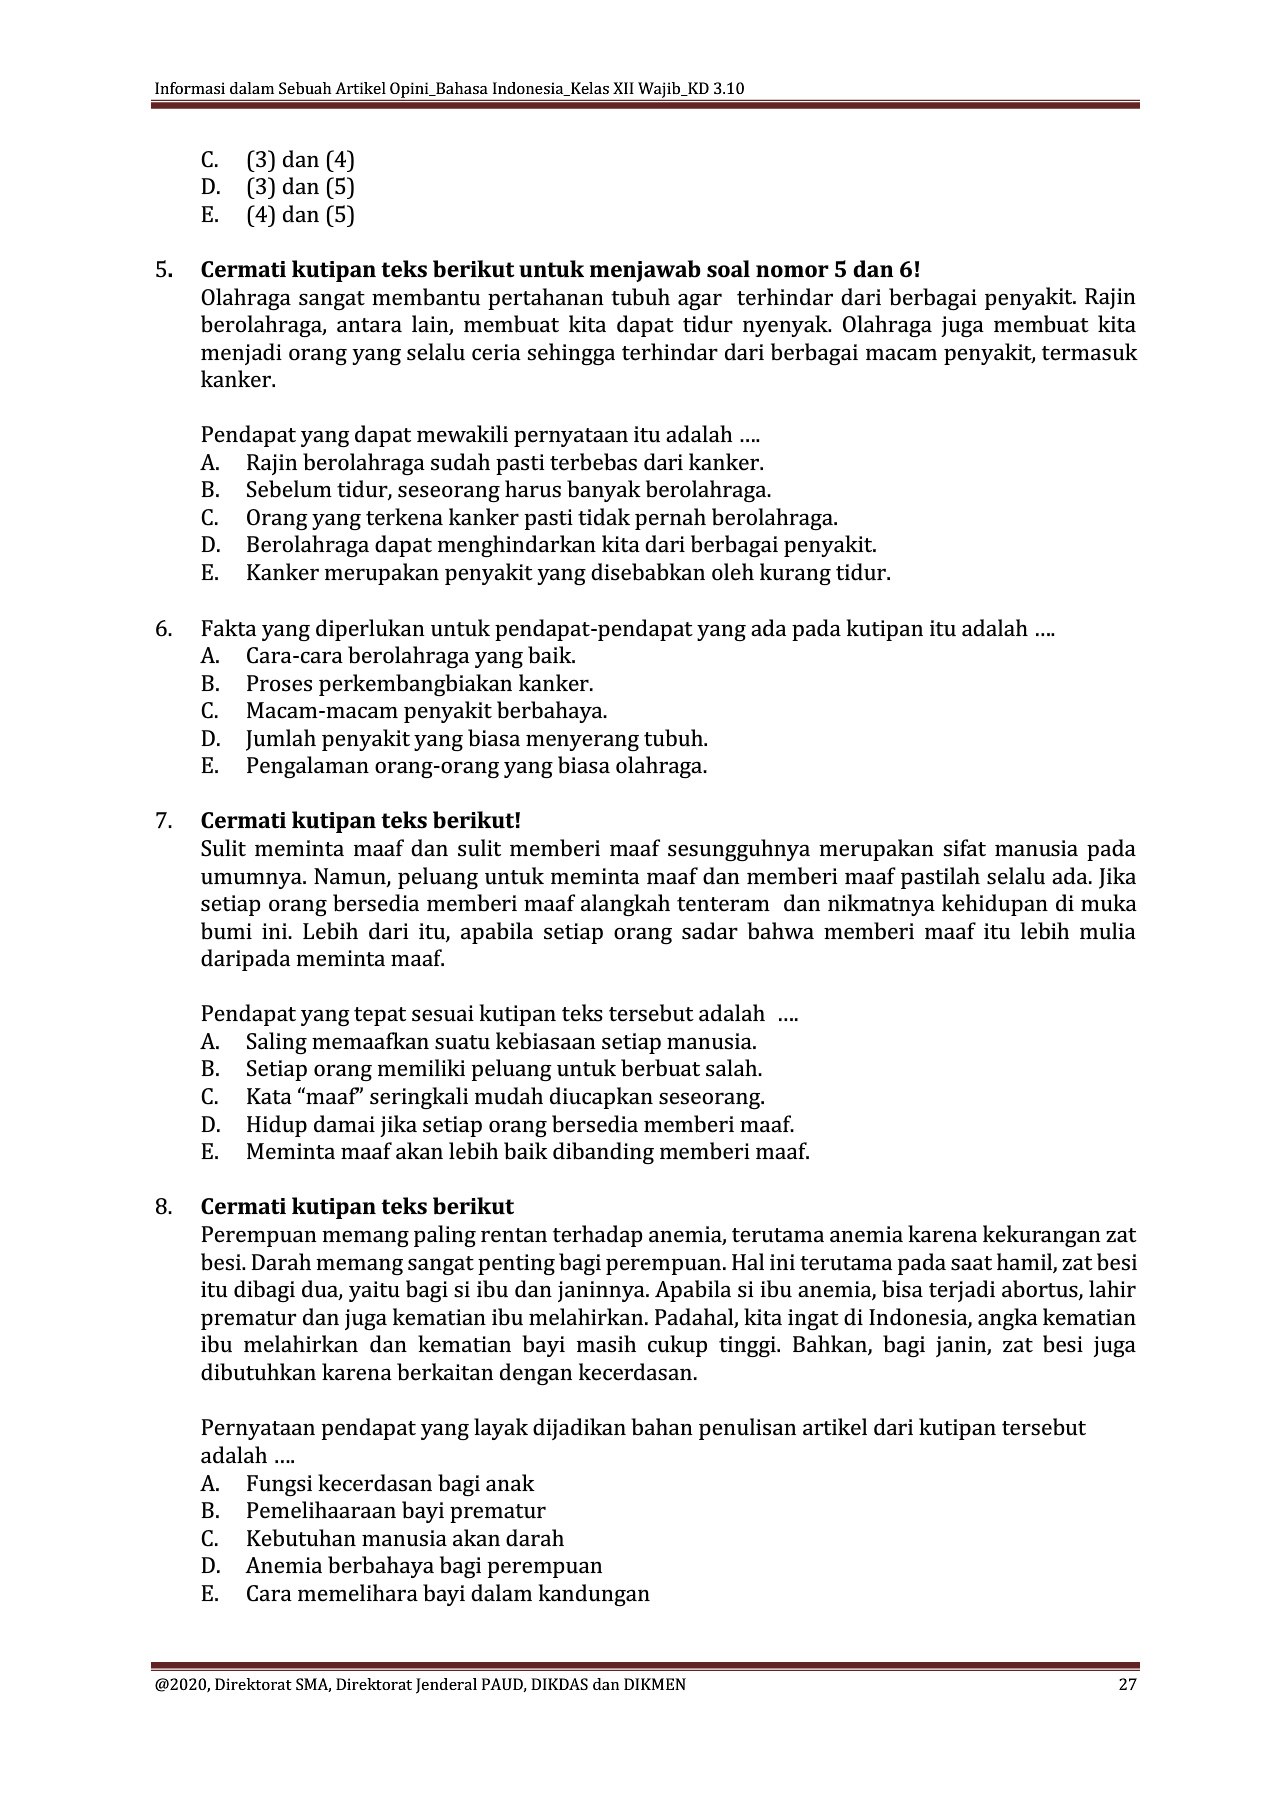 Informasi dalam Sebuah Artikel Opini_Bahasa Indonesia_Kelas XII Wajib_KD 3.10
C. (3) dan (4)
D. (3) dan (5)
E. (4) dan (5)
5. Cermati kutipan teks berikut untuk menjawab soal nomor 5 dan 6!
Olahraga sangat membantu pertahanan tubuh agar terhindar dari berbagai penyakit. Rajin
berolahraga, antara lain, membuat kita dapat tidur nyenyak. Olahraga juga membuat kita
menjadi orang yang selalu ceria sehingga terhindar dari berbagai macam penyakit, termasuk
kanker.
Pendapat yang dapat mewakili pernyataan itu adalah ....
A. Rajin berolahraga sudah pasti terbebas dari kanker.
B. Sebelum tidur, seseorang harus banyak berolahraga.
C. Orang yang terkena kanker pasti tidak pernah berolahraga.
D. Berolahraga dapat menghindarkan kita dari berbagai penyakit.
E. Kanker merupakan penyakit yang disebabkan oleh kurang tidur.
6. Fakta yang diperlukan untuk pendapat-pendapat yang ada pada kutipan itu adalah ....
A. Cara-cara berolahraga yang baik.
B. Proses perkembangbiakan kanker.
C. Macam-macam penyakit berbahaya.
D. Jumlah penyakit yang biasa menyerang tubuh.
E. Pengalaman orang-orang yang biasa olahraga.
7. Cermati kutipan teks berikut!
Sulit meminta maaf dan sulit memberi maaf sesungguhnya merupakan sifat manusia pada
umumnya. Namun, peluang untuk meminta maaf dan memberi maaf pastilah selalu ada. Jika
setiap orang bersedia memberi maaf alangkah tenteram dan nikmatnya kehidupan di muka
bumi ini. Lebih dari itu, apabila setiap orang sadar bahwa memberi maaf itu lebih mulia
daripada meminta maaf.
Pendapat yang tepat sesuai kutipan teks tersebut adalah ....
A. Saling memaafkan suatu kebiasaan setiap manusia.
B. Setiap orang memiliki peluang untuk berbuat salah.
C. Kata “maaf” seringkali mudah diucapkan seseorang.
D. Hidup damai jika setiap orang bersedia memberi maaf.
E. Meminta maaf akan lebih baik dibanding memberi maaf.
8. Cermati kutipan teks berikut
Perempuan memang paling rentan terhadap anemia, terutama anemia karena kekurangan zat
besi. Darah memang sangat penting bagi perempuan. Hal ini terutama pada saat hamil, zat besi
itu dibagi dua, yaitu bagi si ibu dan janinnya. Apabila si ibu anemia, bisa terjadi abortus, lahir
prematur dan juga kematian ibu melahirkan. Padahal, kita ingat di Indonesia, angka kematian
ibu melahirkan dan kematian bayi masih cukup tinggi. Bahkan, bagi janin, zat besi juga
dibutuhkan karena berkaitan dengan kecerdasan.
Pernyataan pendapat yang layak dijadikan bahan penulisan artikel dari kutipan tersebut
adalah ....
A. Fungsi kecerdasan bagi anak
B. Pemelihaaraan bayi prematur
C. Kebutuhan manusia akan darah
D. Anemia berbahaya bagi perempuan
E. Cara memelihara bayi dalam kandungan
@2020, Direktorat SMA, Direktorat Jenderal PAUD, DIKDAS dan DIKMEN 27